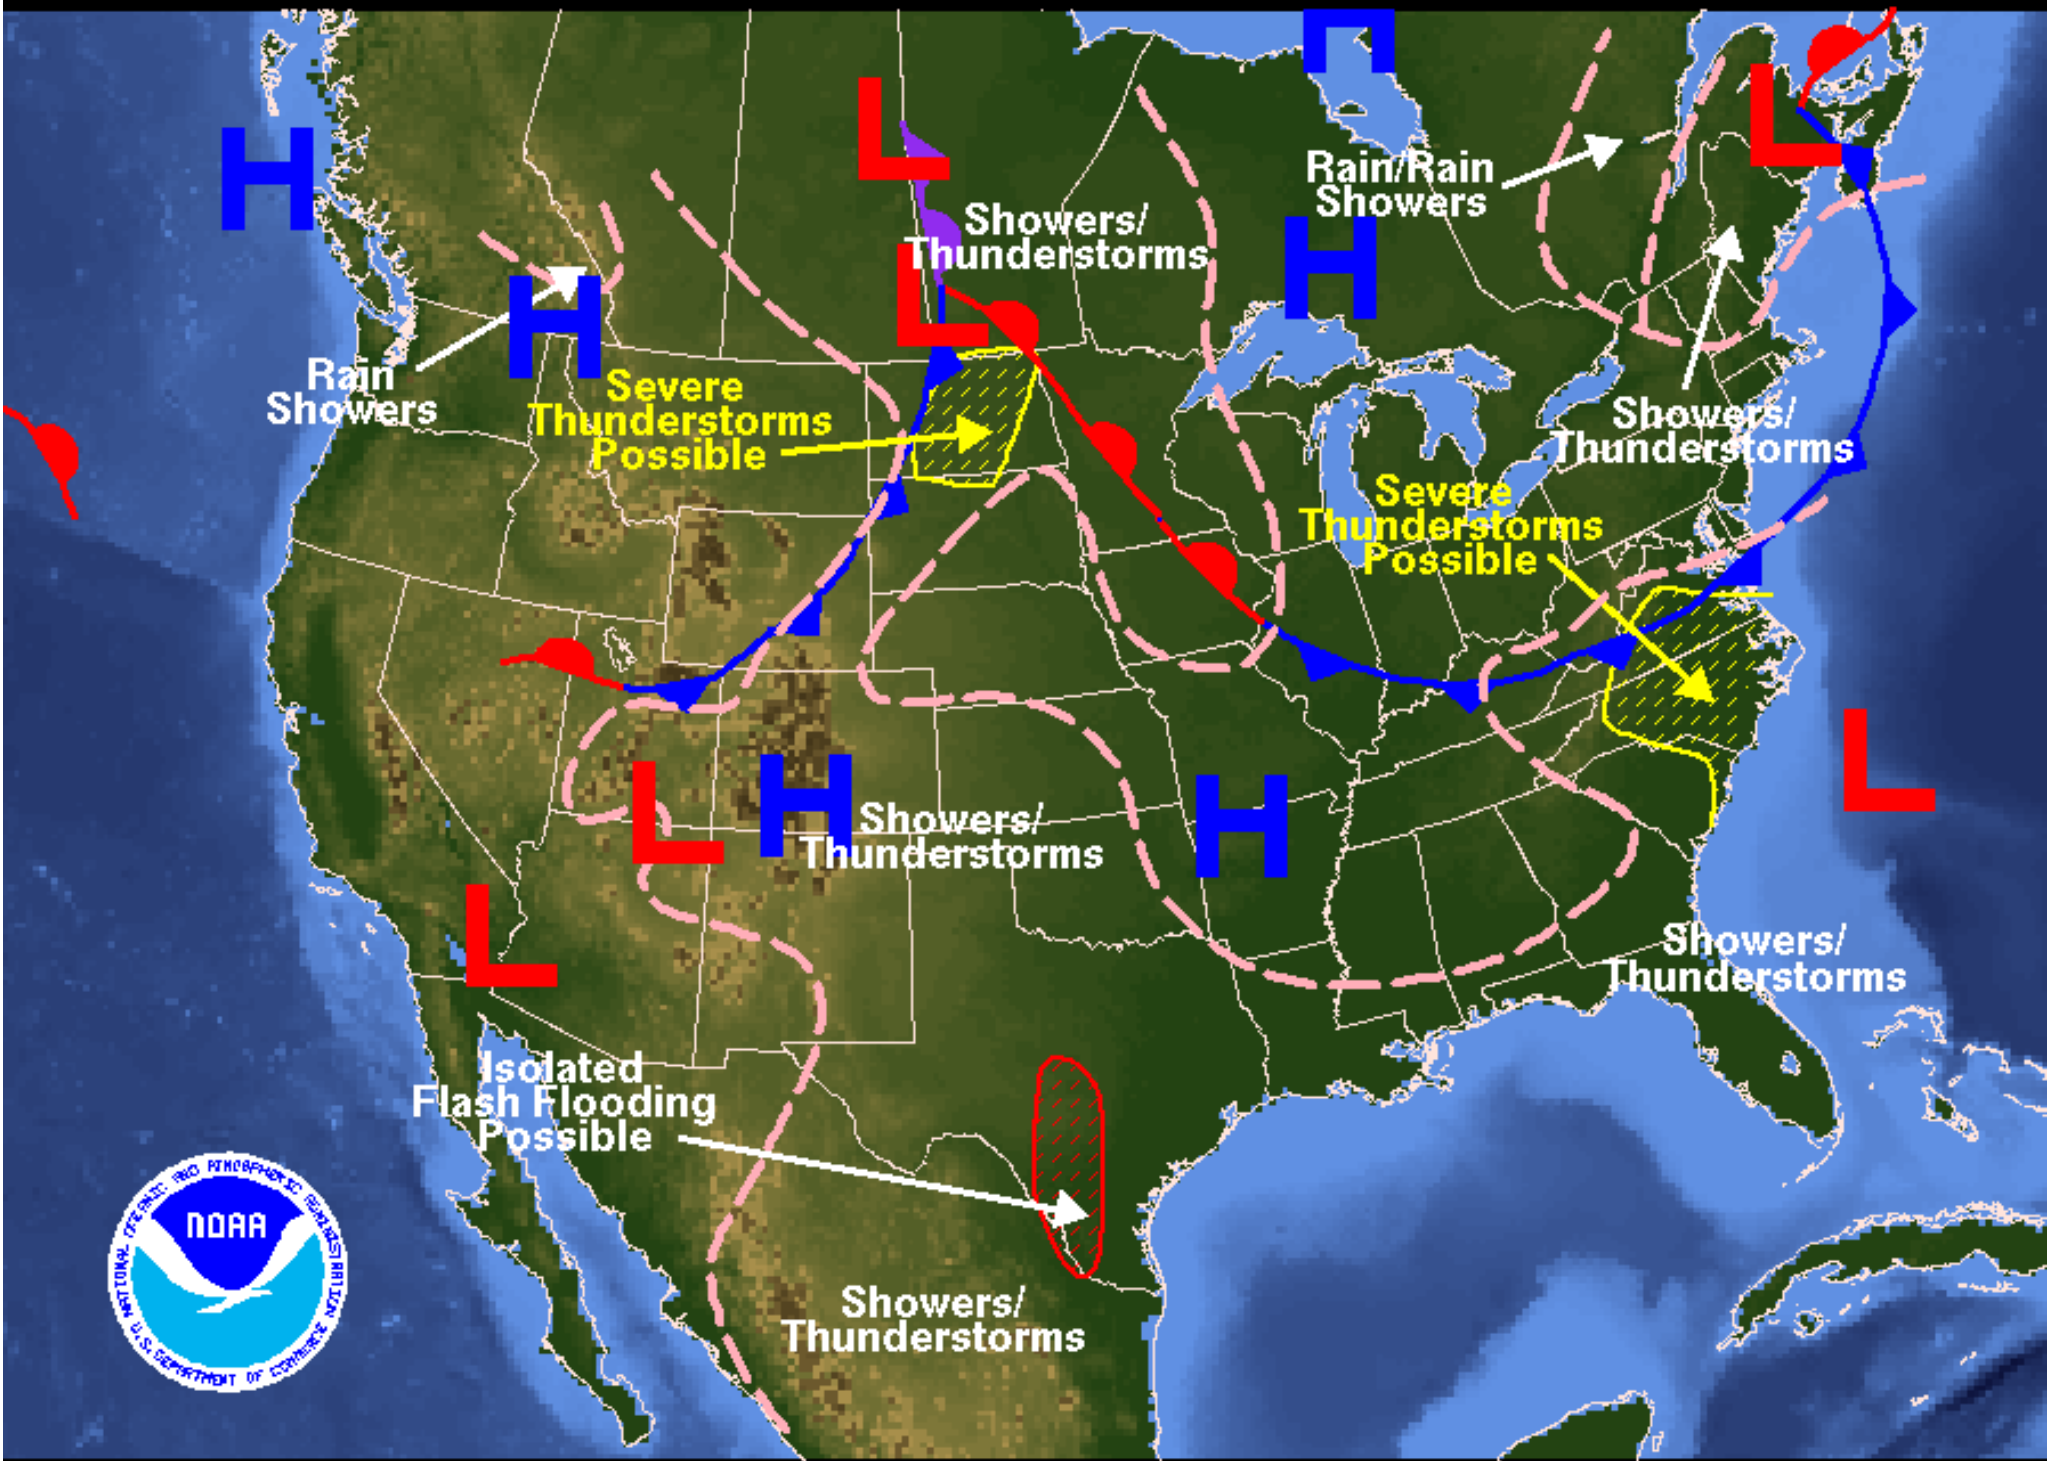 H
H
L
L
Rain/Rain
Showers
Showers/
Thunderstorms
H
L
H
H
Rain
Showers
Severe
Thunderstorms
Possible
Showers/
Thunderstorms
Severe
Thunderstorms
Possible
L
L
H
Showers/
Thunderstorms
H
L
Showers/
Thunderstorms
Isolated
Flash Flooding
Possible
NATIONAL OCEANIC AND ATMOSPHERIC ADMINISTRATION
NOAA
U.S. DEPARTMENT OF COMMERCE
Showers/
Thunderstorms